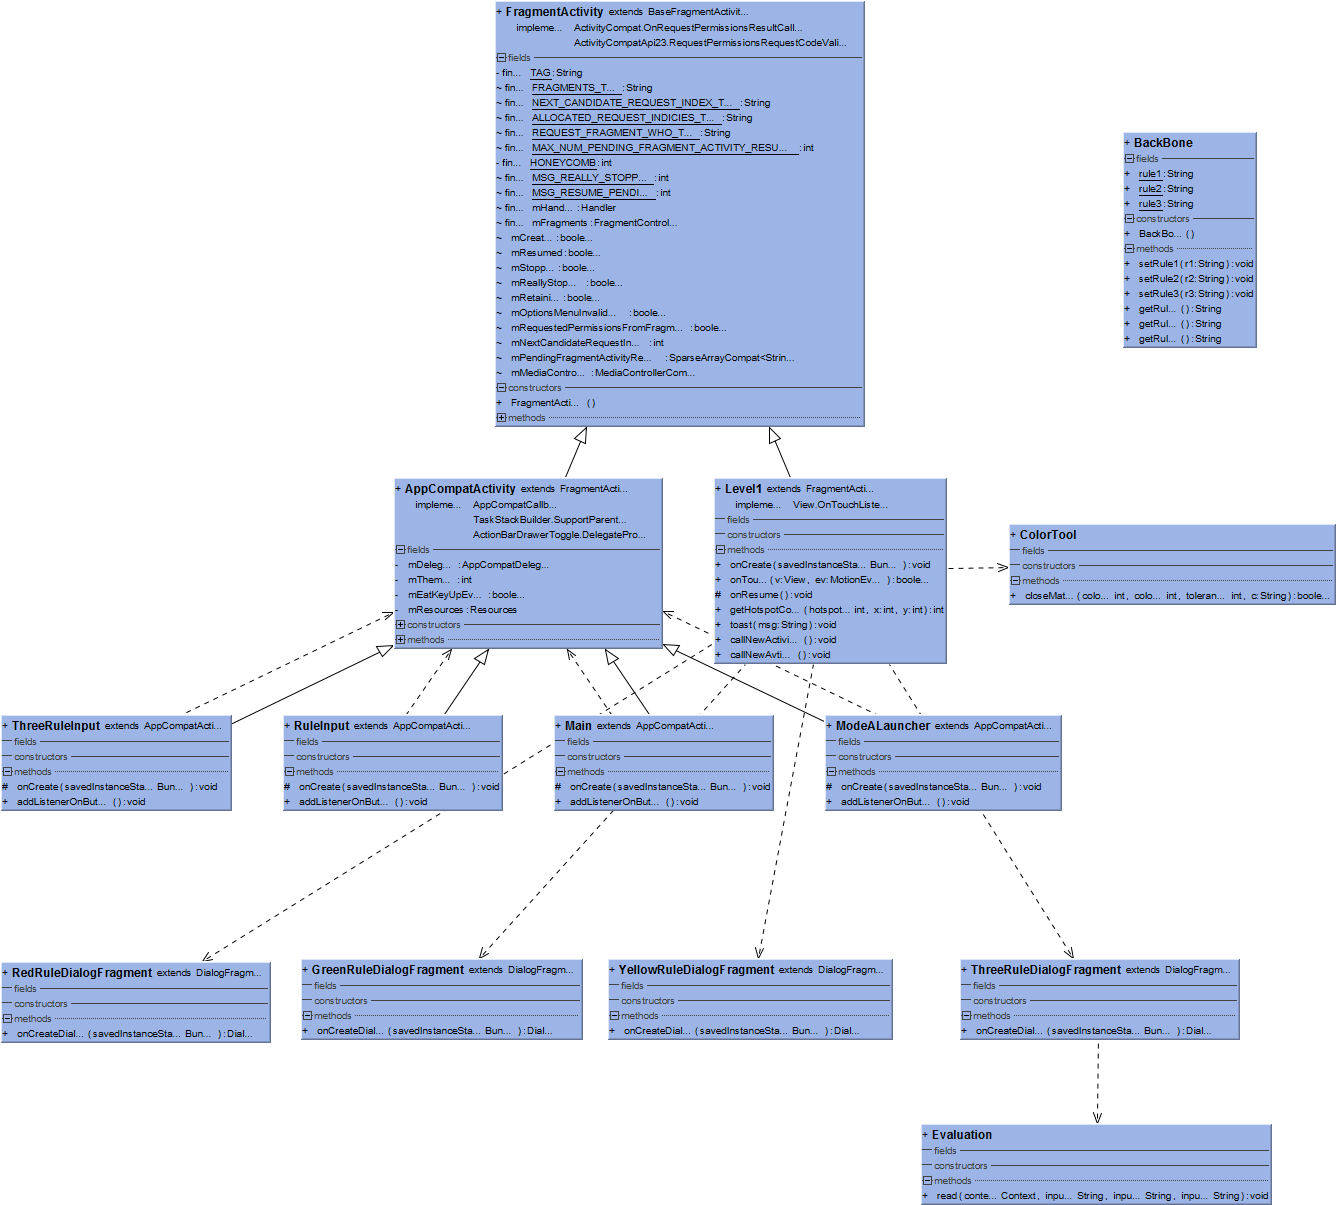 + FragmentActivity extends BaseFragmentActivit...
impleme... ActivityCompat.OnRequestPermissionsResultCall...
ActivityCompatApi23.RequestPermissionsRequestCodeVali...
fields
- fin... TAG : String
~ fin... FRAGMENTS_T... : String
~ fin... NEXT_CANDIDATE_REQUEST_INDEX_T... : String
~ fin... ALLOCATED_REQUEST_INDICIES_T... : String
~ fin... REQUEST_FRAGMENT_WHO_T... : String
~ fin... MAX_NUM_PENDING_FRAGMENT_ACTIVITY_RESU... : int
- fin... HONEYCOMB : int
~ fin... MSG_REALLY_STOPP... : int
~ fin... MSG_RESUME_PENDI... : int
~ fin... mHand... : Handler
~ fin... mFragments : FragmentControl...
~ mCreat... : boole...
~ mResumed : boole...
~ mStopp... : boole...
~ mReallyStop... : boole...
~ mRetaini... : boole...
~ mOptionsMenuInvalid... : boole...
~ mRequestedPermissionsFromFragm... : boole...
~ mNextCandidateRequestIn... : int
~ mPendingFragmentActivityRe... : SparseArrayCompat<Strin...
~ mMediaContro... : MediaControllerCom...
constructors
+ FragmentActi... ( )
methods
+ BackBone
fields
+ rule1 : String
+ rule2 : String
+ rule3 : String
constructors
+ BackBo... ( )
methods
+ setRule1 ( r1: String ) : void
+ setRule2 ( r2: String ) : void
+ setRule3 ( r3: String ) : void
+ getRul... ( ) : String
+ getRul... ( ) : String
+ getRul... ( ) : String
+ AppCompatActivity extends FragmentActi...
impleme... AppCompatCallb...
TaskStackBuilder.SupportParent...
ActionBarDrawerToggle.DelegatePro...
fields
- mDeleg... : AppCompatDeleg...
- mThem... : int
- mEatKeyUpEv... : boole...
- mResources : Resources
constructors
methods
+ Level1 extends FragmentActi...
impleme... View.OnTouchListe...
fields
constructors
methods
+ onCreate ( savedInstanceSta... Bun... ) : void
+ onTou... ( v: View , ev: MotionEv... ) : boole...
# onResume ( ) : void
+ getHotspotCo... ( hotspot... int , x: int , y: int ) : int
+ toast ( msg: String ) : void
+ callNewActivi... ( ) : void
+ callNewAvti... ( ) : void
+ ColorTool
fields
constructors
methods
+ closeMat... ( colo... int , colo... int , toleran... int , c: String ) : boole...
+ ThreeRuleInput extends AppCompatActi...
fields
constructors
methods
# onCreate ( savedInstanceSta... Bun... ) : void
+ addListenerOnBut... ( ) : void
+ RuleInput extends AppCompatActi...
fields
constructors
methods
# onCreate ( savedInstanceSta... Bun... ) : void
+ addListenerOnBut... ( ) : void
+ Main extends AppCompatActi...
fields
constructors
methods
# onCreate ( savedInstanceSta... Bun... ) : void
+ addListenerOnBut... ( ) : void
+ ModeALauncher extends AppCompatActi...
fields
constructors
methods
# onCreate ( savedInstanceSta... Bun... ) : void
+ addListenerOnBut... ( ) : void
+ RedRuleDialogFragment extends DialogFragm...
fields
constructors
methods
+ onCreateDial... ( savedInstanceSta... Bun... ) : Dial...
+ GreenRuleDialogFragment extends DialogFragm...
fields
constructors
methods
+ onCreateDial... ( savedInstanceSta... Bun... ) : Dial...
+ YellowRuleDialogFragment extends DialogFragm...
fields
constructors
methods
+ onCreateDial... ( savedInstanceSta... Bun... ) : Dial...
+ ThreeRuleDialogFragment extends DialogFragm...
fields
constructors
methods
+ onCreateDial... ( savedInstanceSta... Bun... ) : Dial...
+ Evaluation
fields
constructors
methods
+ read ( conte... Context , inpu... String , inpu... String , inpu... String ) : void